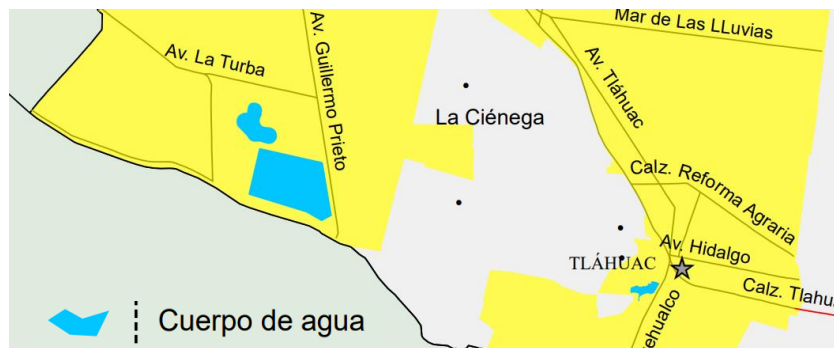 Mar de Las LLuvias
Av. La Turba
Av. Guillermo Prieto
Av. Tláhuac
La Ciénega
Calz. Reforma Agraria
Av. Hidalgo
TLÁHUAC
Calz.
Cuerpo de agua